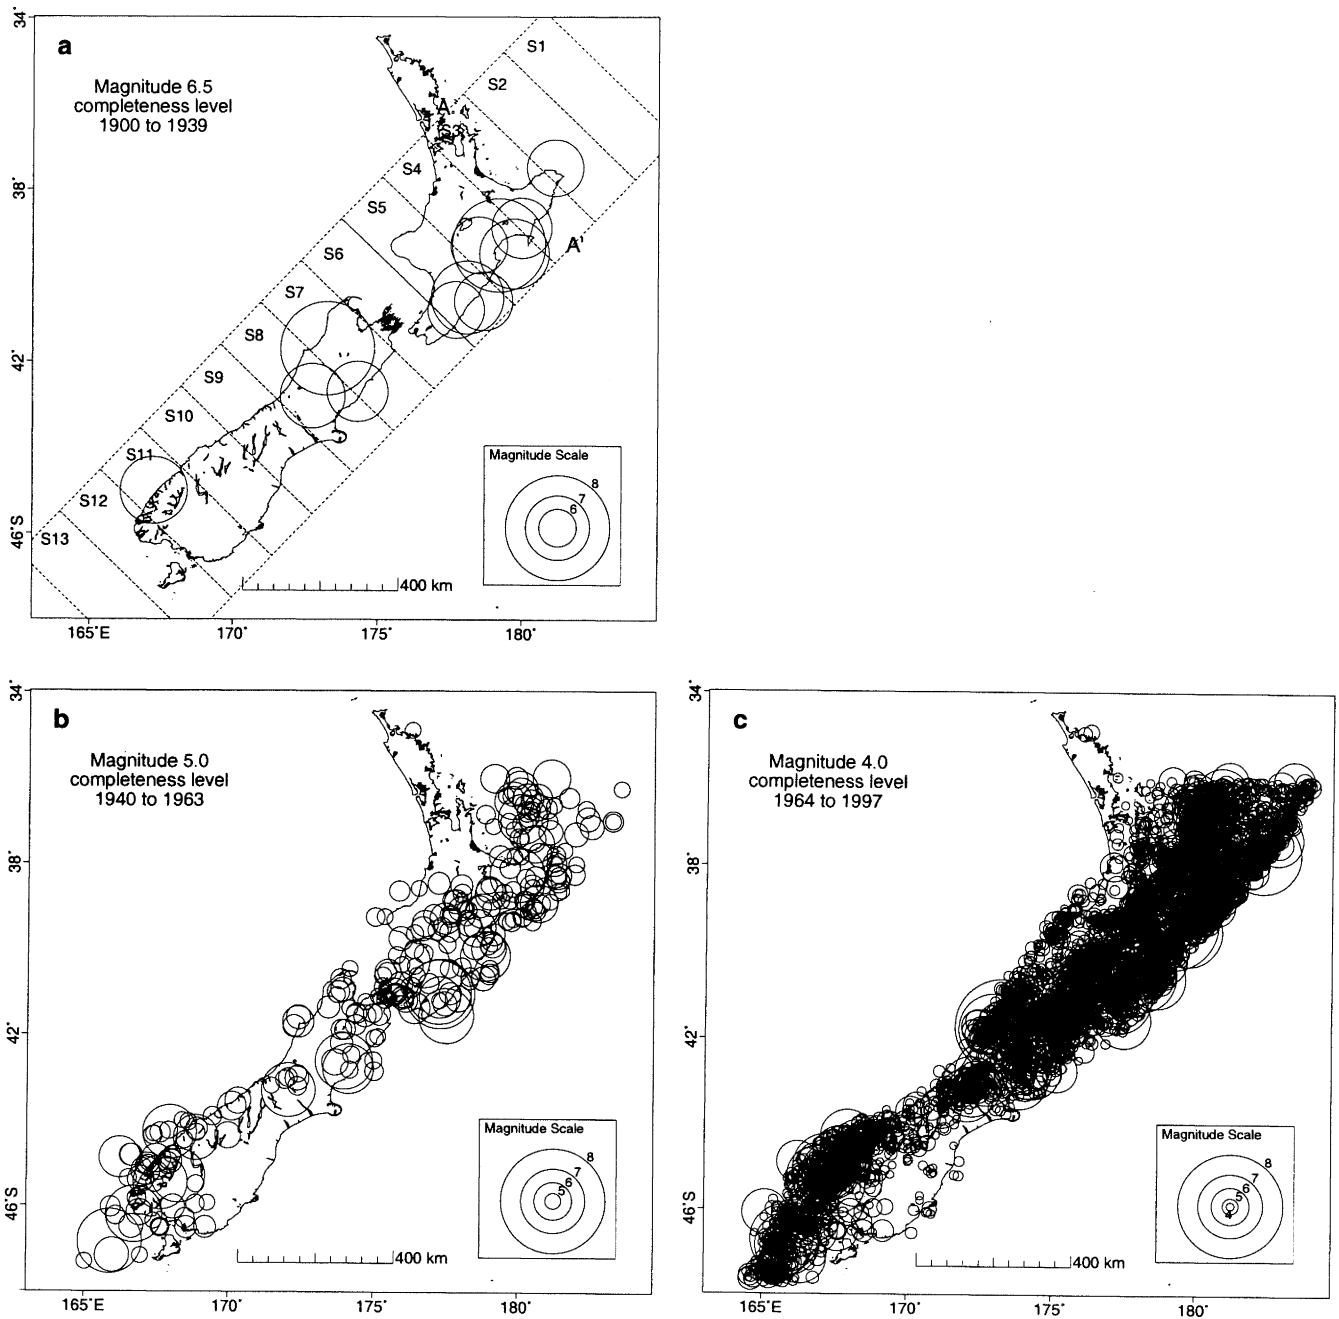 a
Magnitude 6.5
completeness level
1900 to 1939
34°
38°
42°
46°S
165°E
170°
175°
180°
S1
S2
A
S3
S4
A'
S5
S6
S7
S8
S9
S10
S11
S12
S13
Magnitude Scale
8
7
6
400 km
b
Magnitude 5.0
completeness level
1940 to 1963
34°
38°
42°
46°S
165°E
170°
175°
180°
Magnitude Scale
8
7
6
5
400 km
c
Magnitude 4.0
completeness level
1964 to 1997
34°
38°
42°
46°S
165°E
170°
175°
180°
Magnitude Scale
8
7
6
5
4
400 km